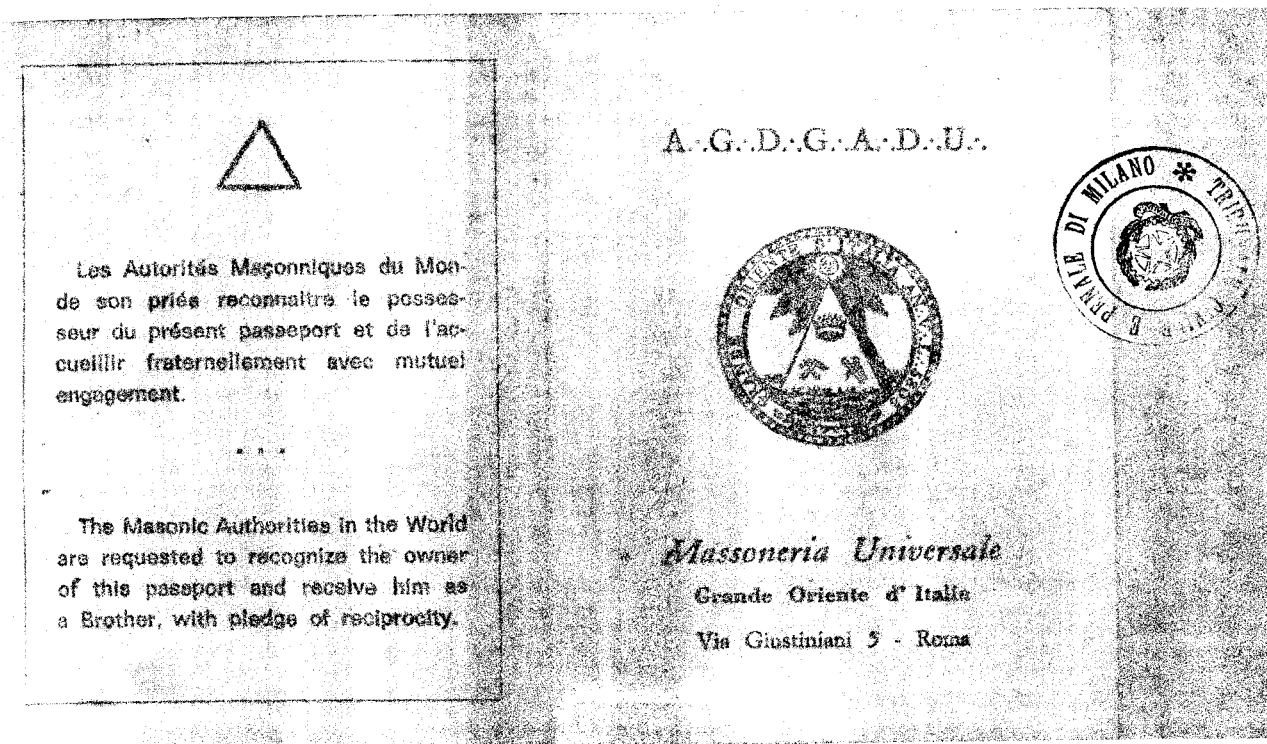 Les Autorités Maçonniques du Mon-
de son priés reconnaitre le posses-
seur du présent passeport et de l'ac-
cueillir fraternellement avec mutuel
engagement.
* * *
The Masonic Authorities in the World
are requested to recognize the owner
of this passport and receive him as
a Brother, with pledge of reciprocity.
A∴G∴D∴G∴A∴D∴U∴
GRANDE ORIENTE D'ITALIA
Massoneria Universale
Grande Oriente d'Italia
Via Giustiniani 5 - Roma
E PENALE DI MILANO *